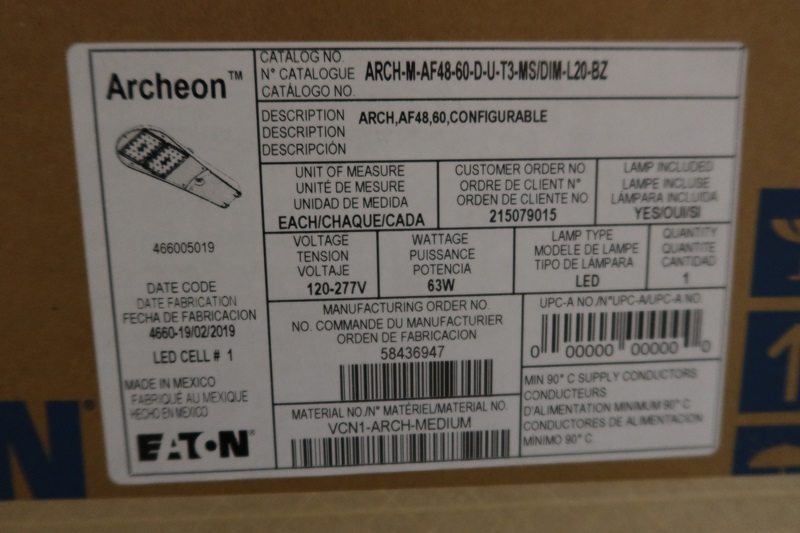 Archeon™
466005019
DATE CODE
DATE FABRICATION
FECHA DE FABRICACION
4660-19/02/2019
LED CELL # 1
MADE IN MEXICO
FABRIQUÉ AU MEXIQUE
HECHO EN MEXICO
EATON®
CATALOG NO.
N° CATALOGUE ARCH-M-AF48-60-D-U-T3-MS/DIM-L20-BZ
CATÁLOGO NO.
DESCRIPTION ARCH,AF48,60,CONFIGURABLE
DESCRIPTION
DESCRIPCIÓN
UNIT OF MEASURE
UNITÉ DE MESURE
UNIDAD DE MEDIDA
EACH/CHAQUE/CADA
CUSTOMER ORDER NO
ORDRE DE CLIENT N°
ORDEN DE CLIENTE NO
215079015
LAMP INCLUDED
LAMPE INCLUSE
LÁMPARA INCLUIDA
YES/OUI/SI
VOLTAGE
TENSION
VOLTAJE
120-277V
WATTAGE
PUISSANCE
POTENCIA
63W
LAMP TYPE
MODELE DE LAMPE
TIPO DE LÁMPARA
LED
QUANTITY
QUANTITE
CANTIDAD
1
MANUFACTURING ORDER NO.
NO. COMMANDE DU MANUFACTURIER
ORDEN DE FABRICACION
58436947
UPC-A NO./N°UPC-A/UPC-A NO.
0 00000 00000 0
MATERIAL NO./N° MATÉRIEL/MATERIAL NO.
VCN1-ARCH-MEDIUM
MIN 90° C SUPPLY CONDUCTORS
CONDUCTEURS
D'ALIMENTATION MINIMUM 90° C
CONDUCTORES DE ALIMENTACION
MÍNIMO 90° C
N®